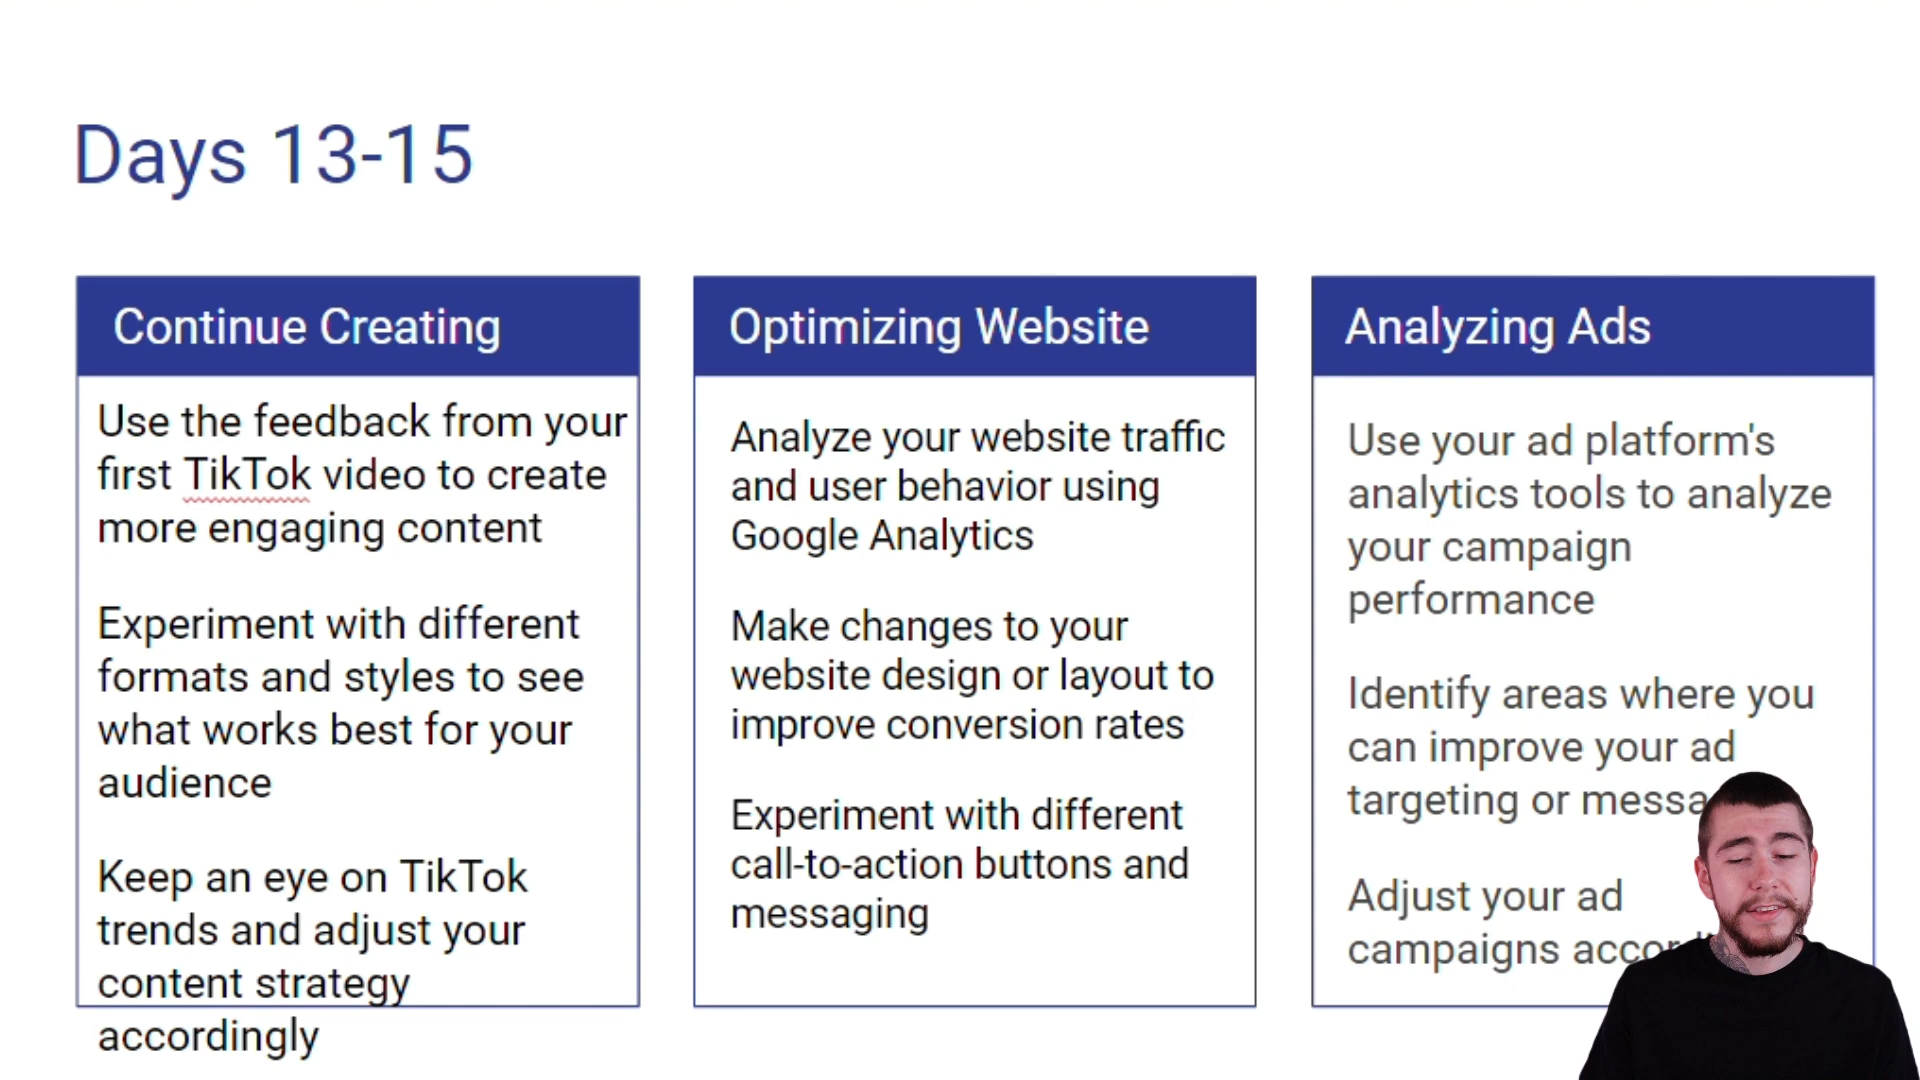 Days 13-15
Continue Creating
Use the feedback from your
first TikTok video to create
more engaging content
Experiment with different
formats and styles to see
what works best for your
audience
Keep an eye on TikTok
trends and adjust your
content strategy
accordingly
Optimizing Website
Analyze your website traffic
and user behavior using
Google Analytics
Make changes to your
website design or layout to
improve conversion rates
Experiment with different
call-to-action buttons and
messaging
Analyzing Ads
Use your ad platform's
analytics tools to analyze
your campaign
performance
Identify areas where you
can improve your ad
targeting or
Adjust your ad
campaigns